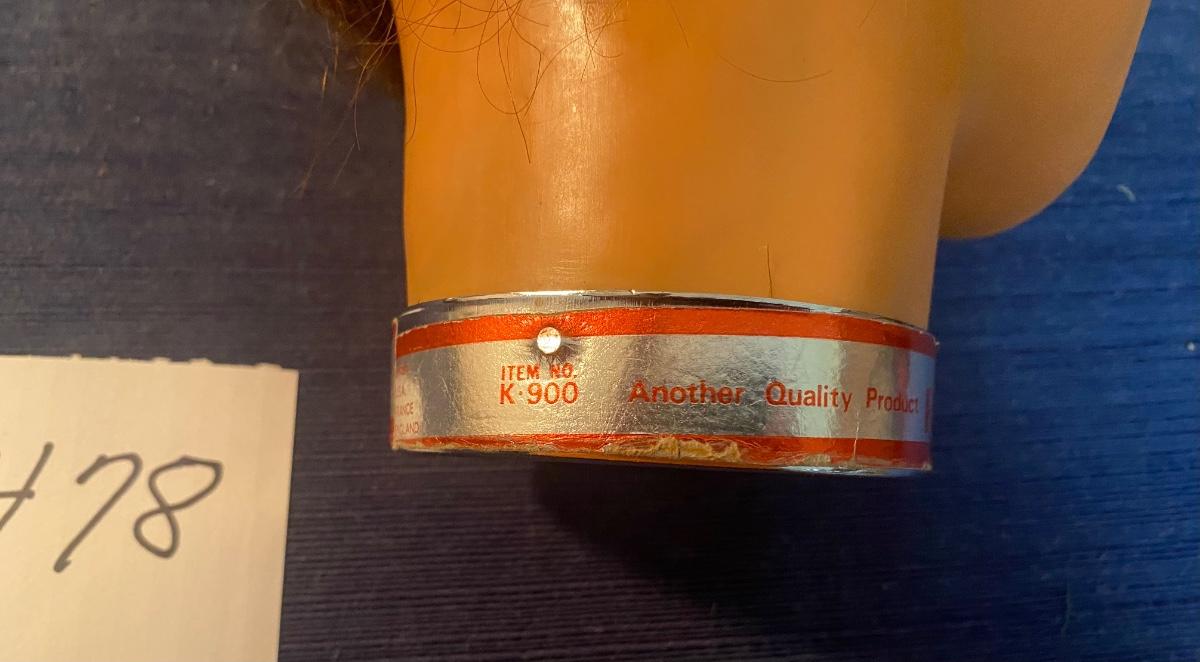 478
ITEM NO.
K·900
Another Quality Product